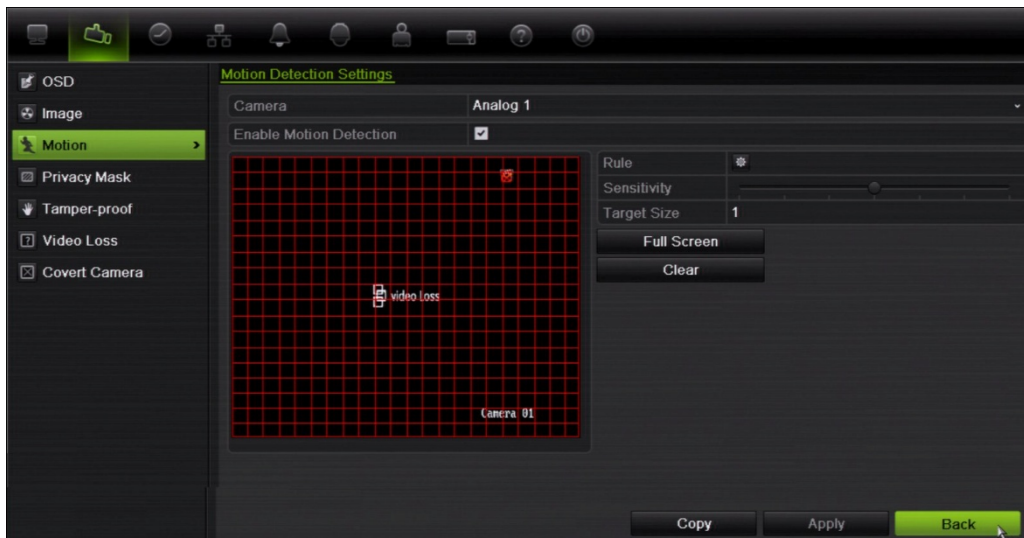 OSD
Image
Motion
Privacy Mask
Tamper-proof
Video Loss
Covert Camera
Motion Detection Settings
Camera Analog 1
Enable Motion Detection
Rule
Sensitivity
Target Size 1
Full Screen
Clear
video Loss
Camera 01
Copy Apply Back